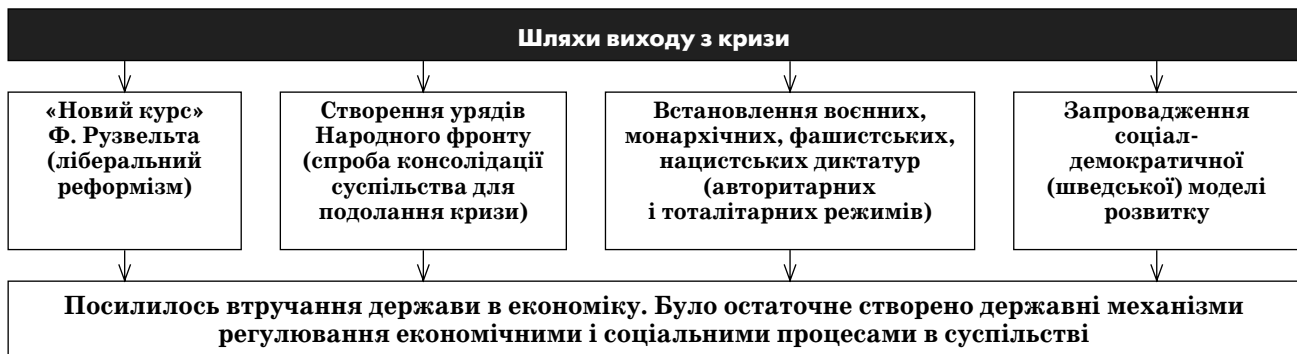 Шляхи виходу з кризи
«Новий курс»
Ф. Рузвельта
(ліберальний
реформізм)
Створення урядів
Народного фронту
(спроба консолідації
суспільства для
подолання кризи)
Встановлення воєнних,
монархічних, фашистських,
нацистських диктатур
(авторитарних
і тоталітарних режимів)
Запровадження
соціал-
демократичної
(шведської) моделі
розвитку
Посилилось втручання держави в економіку. Було остаточне створено державні механізми
регулювання економічними і соціальними процесами в суспільстві